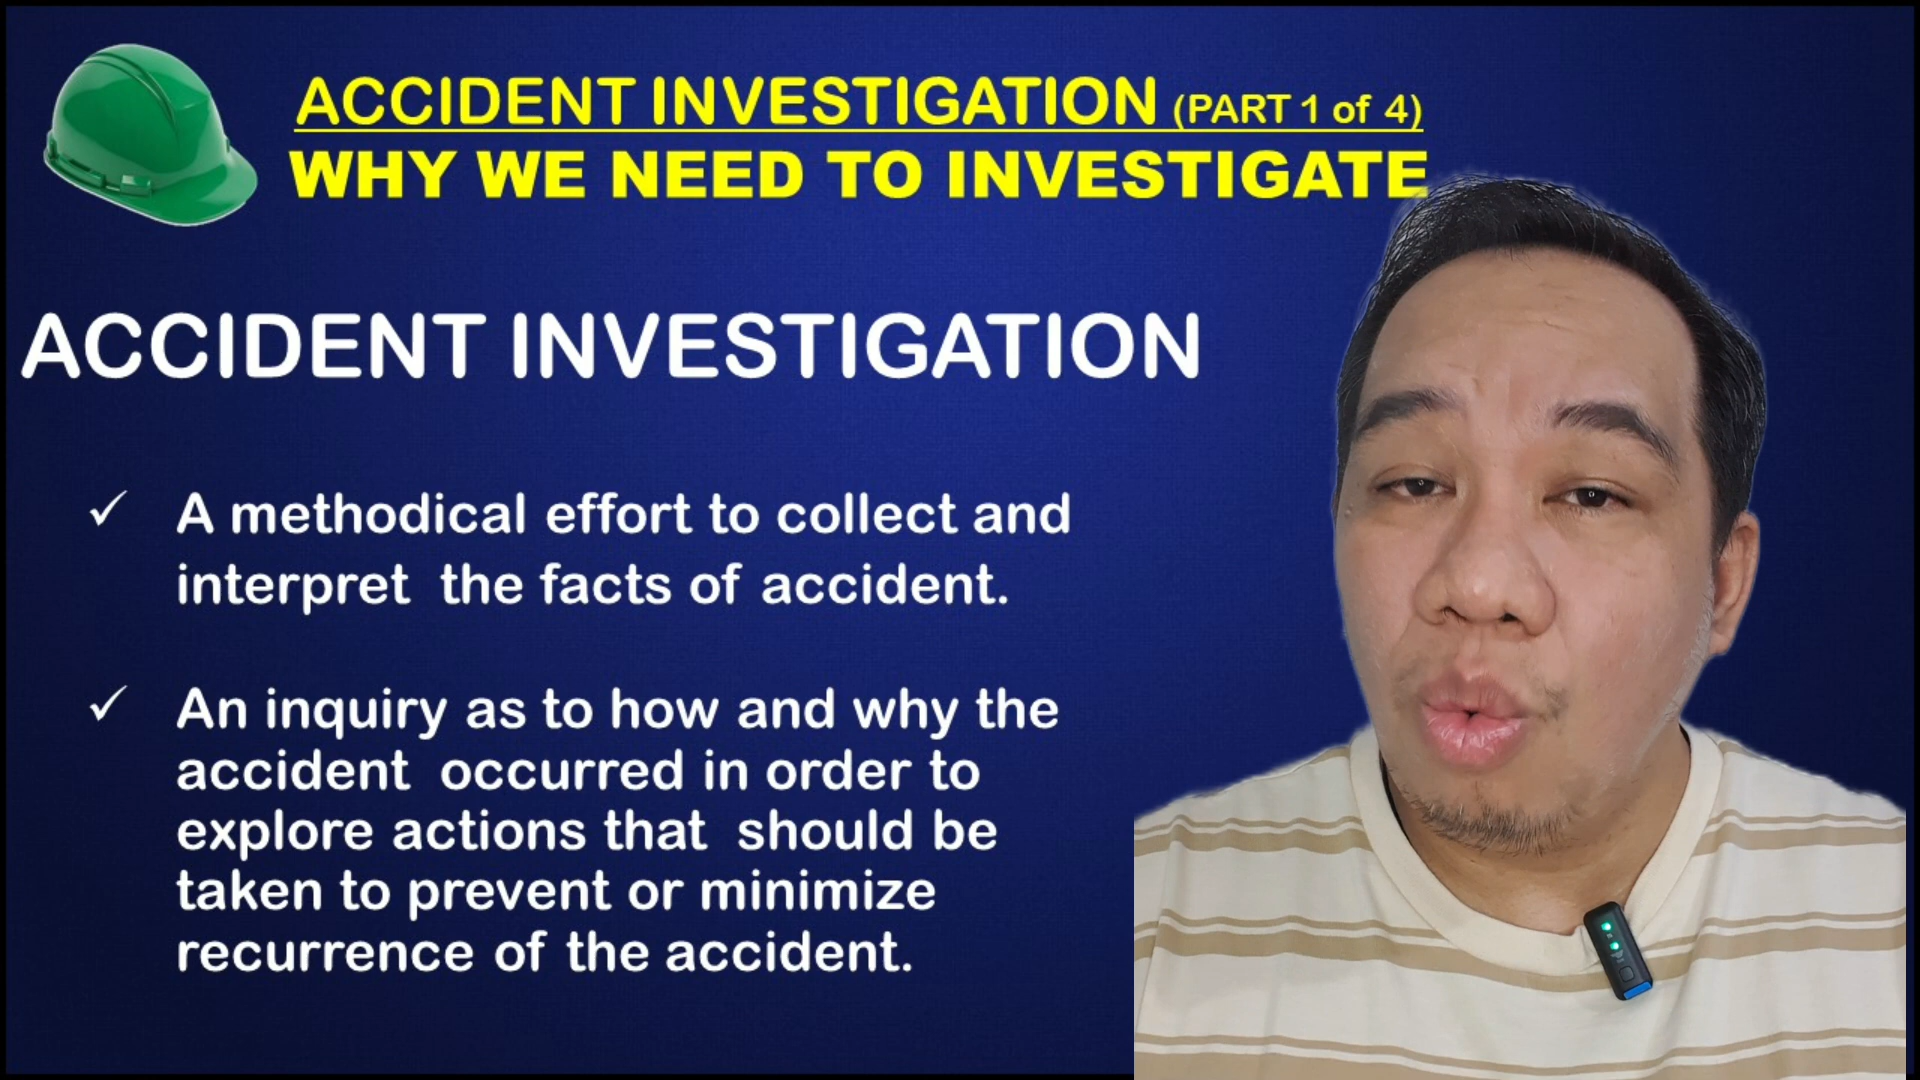 ACCIDENT INVESTIGATION (PART 1 of 4)
WHY WE NEED TO INVESTIGATE
ACCIDENT INVESTIGATION
✓ A methodical effort to collect and
interpret the facts of accident.
✓ An inquiry as to how and why the
accident occurred in order to
explore actions that should be
taken to prevent or minimize
recurrence of the accident.